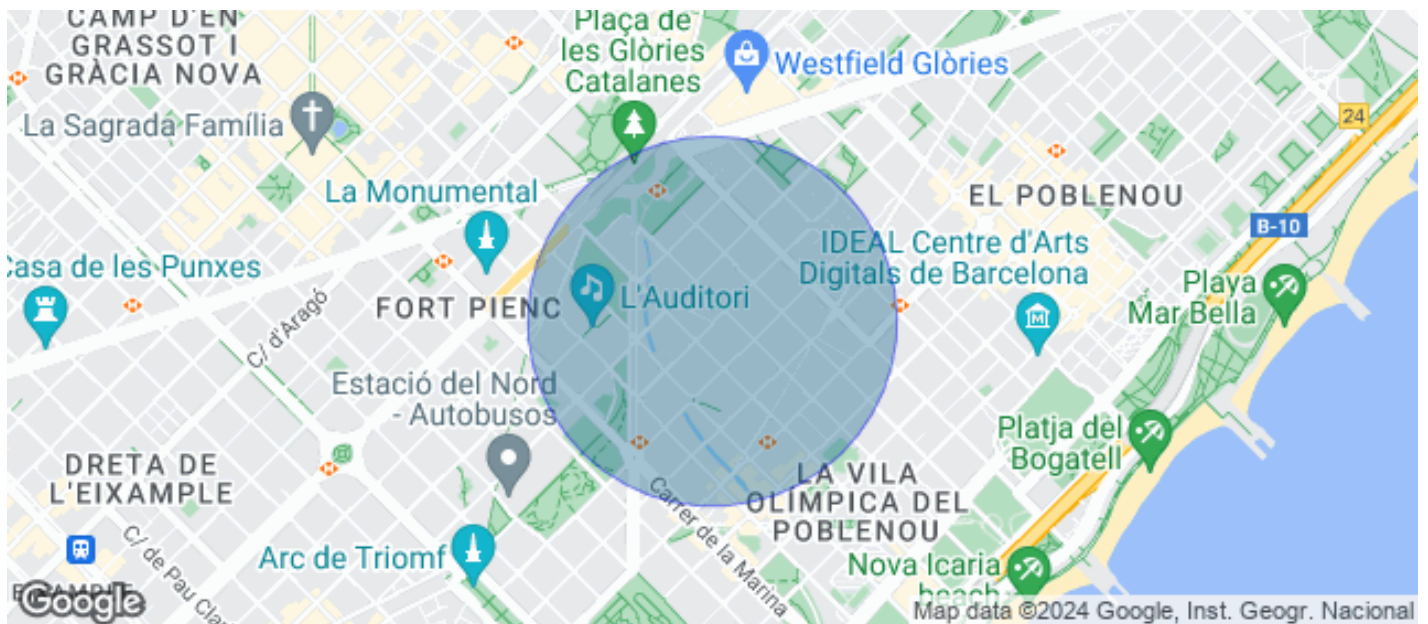 CAMP D'EN
GRASSOT I
GRÀCIA NOVA
Plaça de
les Glòries
Catalanes
Westfield Glòries
24
La Sagrada Família
La Monumental
EL POBLENOU
B-10
IDEAL Centre d'Arts
Digitals de Barcelona
Casa de les Punxes
FORT PIENC
L'Auditori
Playa
Mar Bella
C/ d'Aragó
Estació del Nord
- Autobusos
Platja del
Bogatell
DRETA DE
L'EIXAMPLE
LA VILA
OLÍMPICA DEL
POBLENOU
Carrer de la Marina
C/ de Pau Clar
Arc de Triomf
Nova Icaria
beach
Google
Map data ©2024 Google, Inst. Geogr. Nacional